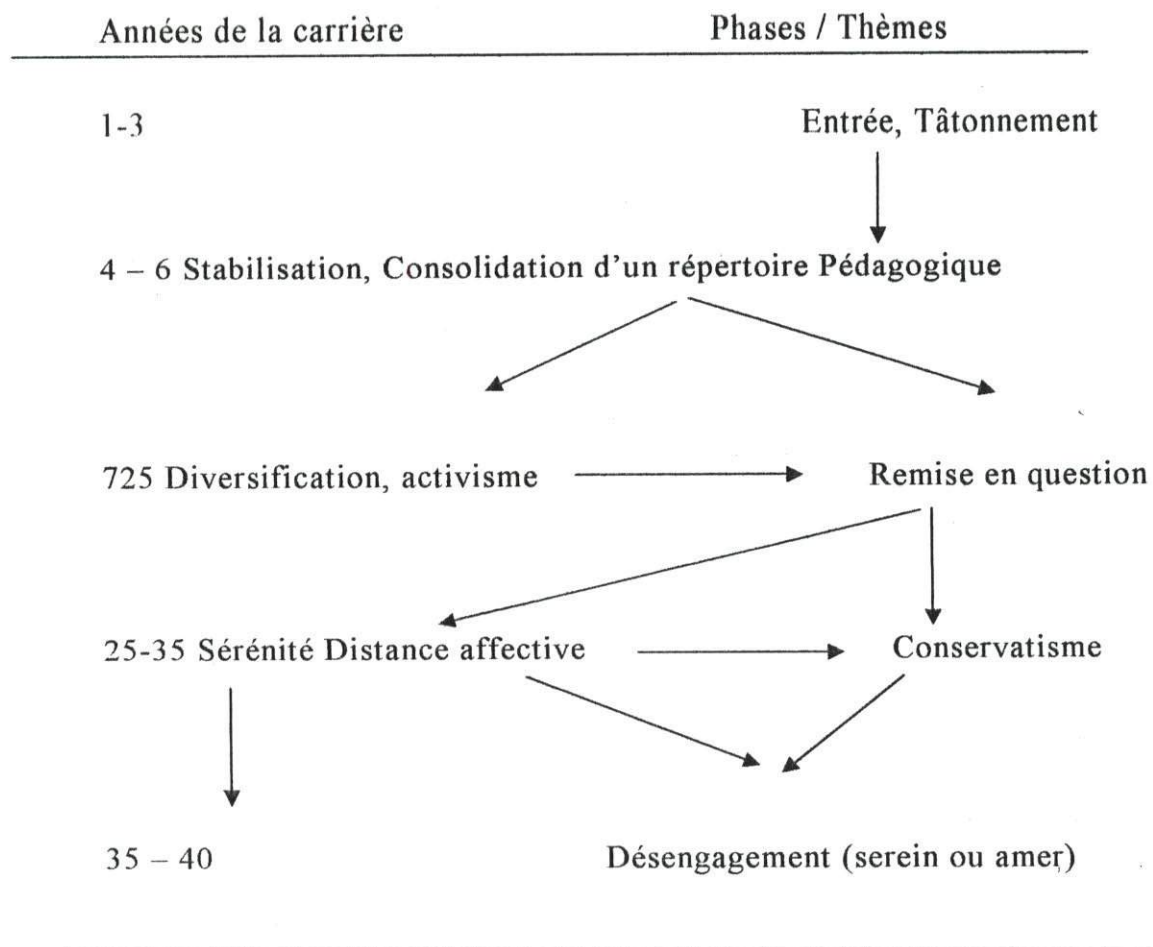 Années de la carrière Phases / Thèmes
1-3 Entrée, Tâtonnement
4 – 6 Stabilisation, Consolidation d'un répertoire Pédagogique
725 Diversification, activisme Remise en question
25-35 Sérénité Distance affective Conservatisme
35 – 40 Désengagement (serein ou amer)